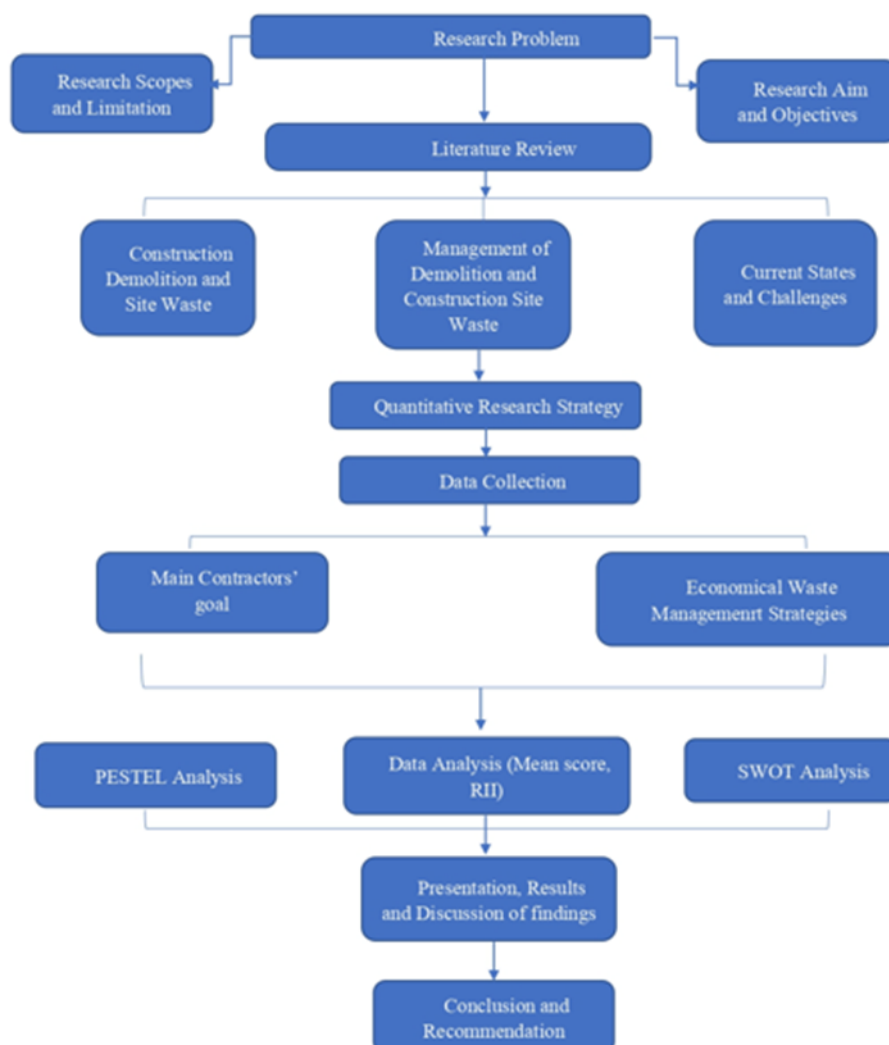 Research Problem
Research Scopes
and Limitation
Research Aim
and Objectives
Literature Review
Construction
Demolition and
Site Waste
Management of
Demolition and
Construction Site
Waste
Current States
and Challenges
Quantitative Research Strategy
Data Collection
Main Contractors’
goal
Economical Waste
Managemenrt Strategies
PESTEL Analysis
Data Analysis (Mean score,
RII)
SWOT Analysis
Presentation, Results
and Discussion of findings
Conclusion and
Recommendation